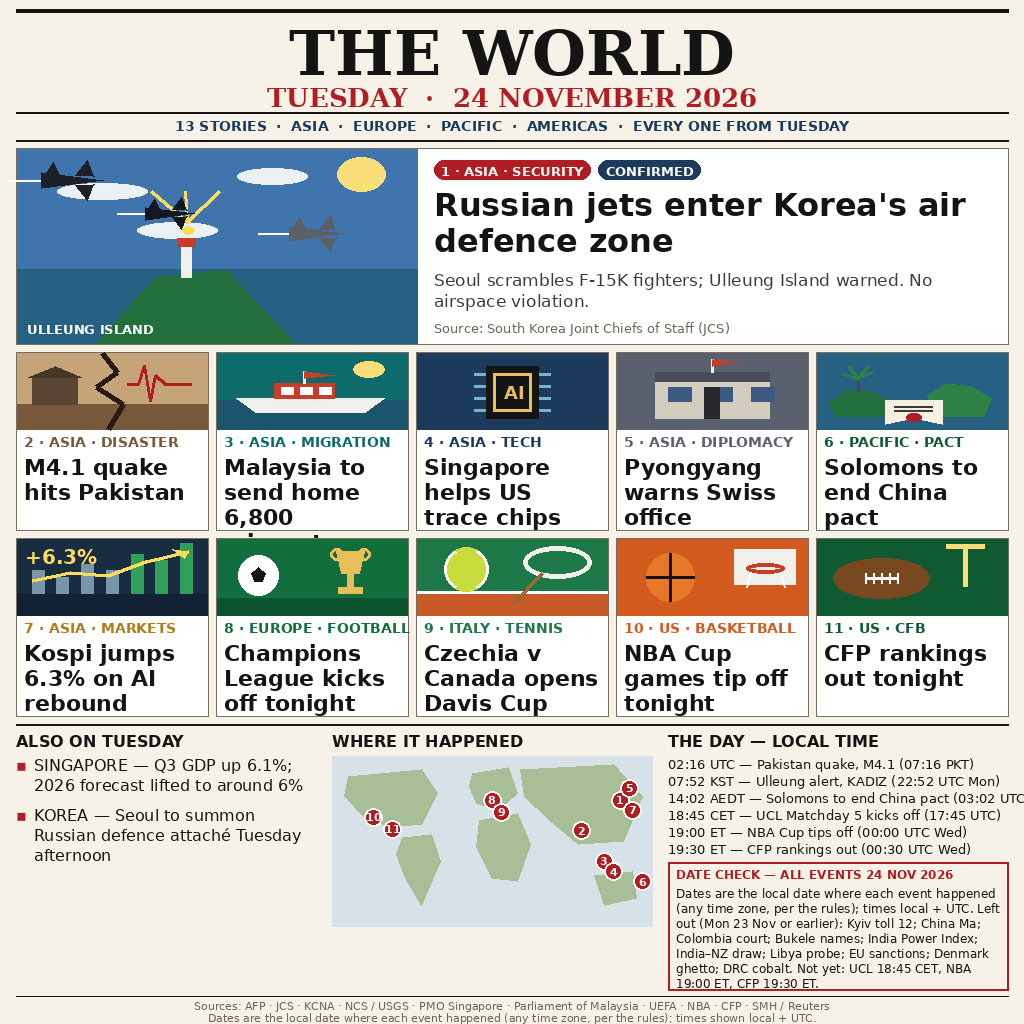 THE WORLD
TUESDAY · 24 NOVEMBER 2026
13 STORIES · ASIA · EUROPE · PACIFIC · AMERICAS · EVERY ONE FROM TUESDAY
ULLEUNG ISLAND
1 · ASIA · SECURITY
CONFIRMED
Russian jets enter Korea's air
defence zone
Seoul scrambles F-15K fighters; Ulleung Island warned. No
airspace violation.
Source: South Korea Joint Chiefs of Staff (JCS)
2 · ASIA · DISASTER
M4.1 quake
hits Pakistan
3 · ASIA · MIGRATION
Malaysia to
send home
6,800
AI
4 · ASIA · TECH
Singapore
helps US
trace chips
5 · ASIA · DIPLOMACY
Pyongyang
warns Swiss
office
6 · PACIFIC · PACT
Solomons to
end China
pact
+6.3%
7 · ASIA · MARKETS
Kospi jumps
6.3% on AI
rebound
8 · EUROPE · FOOTBALL
Champions
League kicks
off tonight
9 · ITALY · TENNIS
Czechia v
Canada opens
Davis Cup
10 · US · BASKETBALL
NBA Cup
games tip off
tonight
11 · US · CFB
CFP rankings
out tonight
ALSO ON TUESDAY
▪ SINGAPORE — Q3 GDP up 6.1%;
2026 forecast lifted to around 6%
▪ KOREA — Seoul to summon
Russian defence attaché Tuesday
afternoon
WHERE IT HAPPENED
5
8
1
9
7
10
11
2
3
4
6
THE DAY — LOCAL TIME
02:16 UTC — Pakistan quake, M4.1 (07:16 PKT)
07:52 KST — Ulleung alert, KADIZ (22:52 UTC Mon)
14:02 AEDT — Solomons to end China pact (03:02 UTC
18:45 CET — UCL Matchday 5 kicks off (17:45 UTC)
19:00 ET — NBA Cup tips off (00:00 UTC Wed)
19:30 ET — CFP rankings out (00:30 UTC Wed)
DATE CHECK — ALL EVENTS 24 NOV 2026
Dates are the local date where each event happened
(any time zone, per the rules); times local + UTC. Left
out (Mon 23 Nov or earlier): Kyiv toll 12; China Ma;
Colombia court; Bukele names; India Power Index;
India–NZ draw; Libya probe; EU sanctions; Denmark
ghetto; DRC cobalt. Not yet: UCL 18:45 CET, NBA
19:00 ET, CFP 19:30 ET.
Sources: AFP · JCS · KCNA · NCS / USGS · PMO Singapore · Parliament of Malaysia · UEFA · NBA · CFP · SMH / Reuters
Dates are the local date where each event happened (any time zone, per the rules); times shown local + UTC.